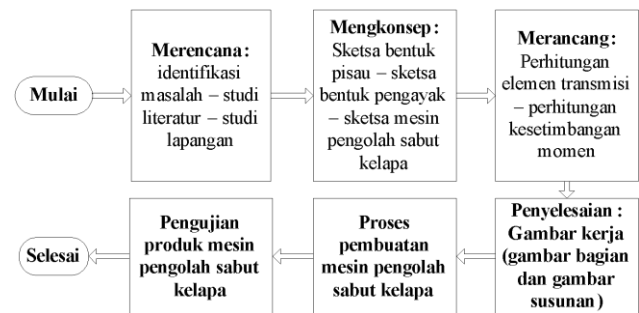 Mulai
Merencana :
identifikasi
masalah – studi
literatur – studi
lapangan
Mengkonsep :
Sketsa bentuk
pisau – sketsa
bentuk pengayak
– sketsa mesin
pengolah sabut
kelapa
Merancang :
Perhitungan
elemen transmisi
– perhitungan
kesetimbangan
momen
Penyelesaian :
Gambar kerja
(gambar bagian
dan gambar
susunan )
Proses
pembuatan
mesin pengolah
sabut kelapa
Pengujian
produk mesin
pengolah sabut
kelapa
Selesai